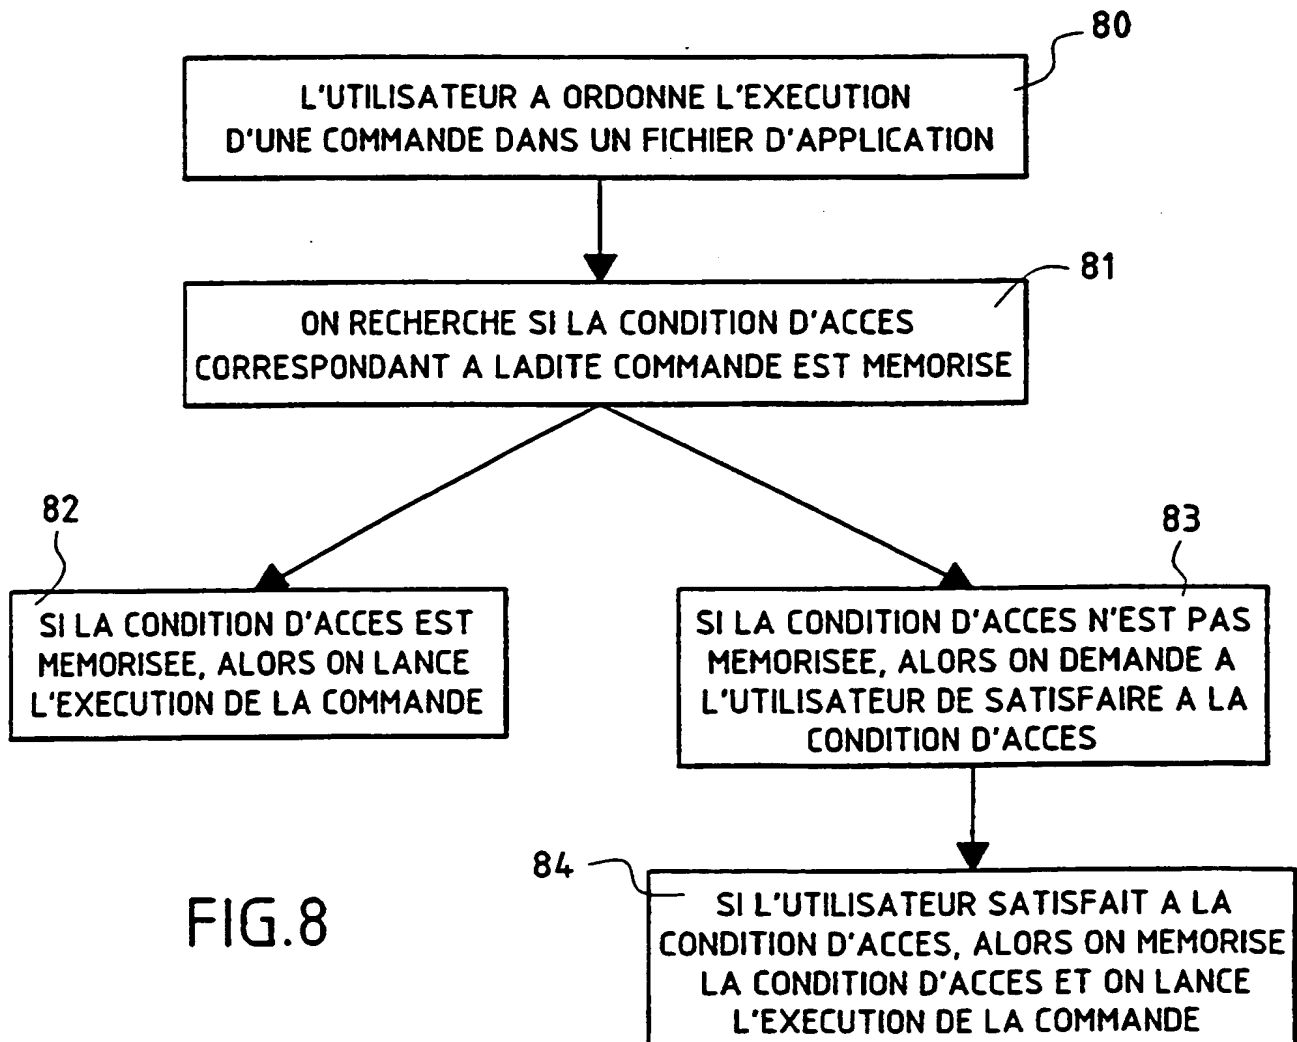 80
L'UTILISATEUR A ORDONNE L'EXECUTION
D'UNE COMMANDE DANS UN FICHIER D'APPLICATION
81
ON RECHERCHE SI LA CONDITION D'ACCES
CORRESPONDANT A LADITE COMMANDE EST MEMORISE
82
SI LA CONDITION D'ACCES EST
MEMORISEE, ALORS ON LANCE
L'EXECUTION DE LA COMMANDE
83
SI LA CONDITION D'ACCES N'EST PAS
MEMORISEE, ALORS ON DEMANDE A
L'UTILISATEUR DE SATISFAIRE A LA
CONDITION D'ACCES
84
SI L'UTILISATEUR SATISFAIT A LA
CONDITION D'ACCES, ALORS ON MEMORISE
LA CONDITION D'ACCES ET ON LANCE
L'EXECUTION DE LA COMMANDE
FIG.8